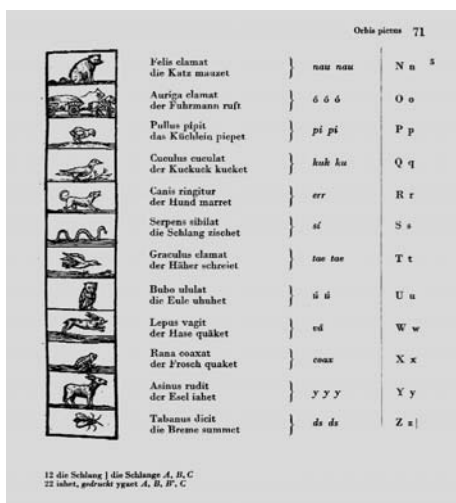 Orbis pictus 71
Felis clamat
die Katz mauzet } nau nau N n 5
Auriga clamat
der Fuhrmann ruft } ó ó ó O o
Pullus pipit
das Küchlein piepet } pi pi P p
Cuculus cuculat
der Kuckuck kucket } kuk ku Q q
Canis ringitur
der Hund marret } err R r
Serpens sibilat
die Schlang zischet } si S s
Graculus clamat
der Häher schreiet } tae tae T t
Bubo ululat
die Eule uhuhet } ú ú U u
Lepus vagit
der Hase quäket } vá W w
Rana coaxat
der Frosch quaket } coax X x
Asinus rudit
der Esel iahet } y y y Y y
Tabanus dicit
die Breme summet } ds ds Z z|
12 die Schlang ] die Schlange A, B, C
22 iahet, gedruckt ygaet A, B, B', C